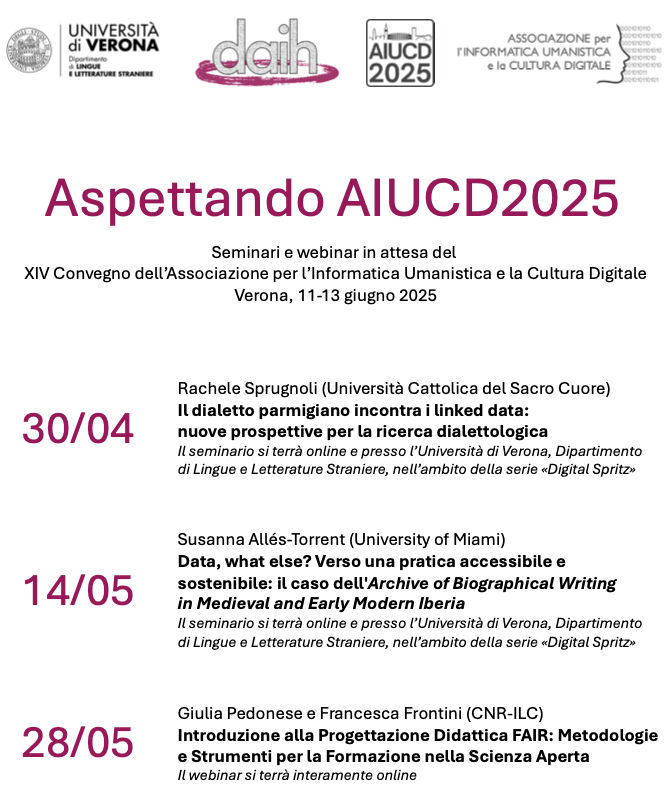 UNIVERSITÀ
di VERONA
Dipartimento
di LINGUE
E LETTERATURE STRANIERE
daih
AIUCD
2025
ASSOCIAZIONE per
l'INFORMATICA UMANISTICA
e la CULTURA DIGITALE
Aspettando AIUCD2025
Seminari e webinar in attesa del
XIV Convegno dell'Associazione per l'Informatica Umanistica e la Cultura Digitale
Verona, 11-13 giugno 2025
30/04
Rachele Sprugnoli (Università Cattolica del Sacro Cuore)
Il dialetto parmigiano incontra i linked data:
nuove prospettive per la ricerca dialettologica
Il seminario si terrà online e presso l'Università di Verona, Dipartimento
di Lingue e Letterature Straniere, nell'ambito della serie «Digital Spritz»
14/05
Susanna Allés-Torrent (University of Miami)
Data, what else? Verso una pratica accessibile e
sostenibile: il caso dell'Archive of Biographical Writing
in Medieval and Early Modern Iberia
Il seminario si terrà online e presso l'Università di Verona, Dipartimento
di Lingue e Letterature Straniere, nell'ambito della serie «Digital Spritz»
28/05
Giulia Pedonese e Francesca Frontini (CNR-ILC)
Introduzione alla Progettazione Didattica FAIR: Metodologie
e Strumenti per la Formazione nella Scienza Aperta
Il webinar si terrà interamente online